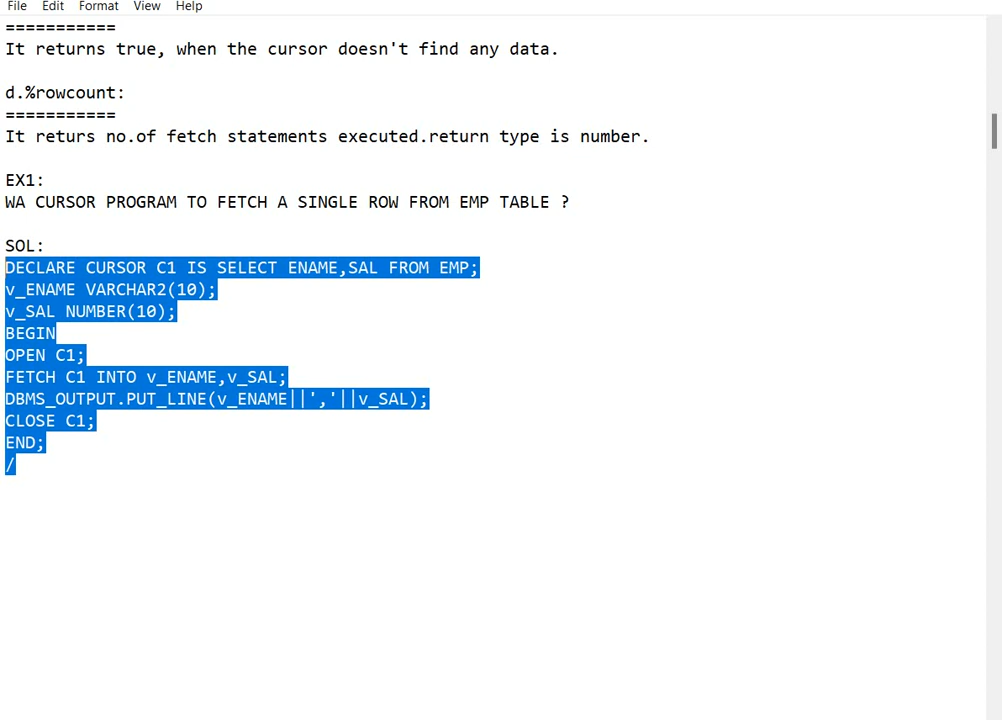 File Edit Format View Help
===========
It returns true, when the cursor doesn't find any data.
d.%rowcount:
===========
It returs no.of fetch statements executed.return type is number.
EX1:
WA CURSOR PROGRAM TO FETCH A SINGLE ROW FROM EMP TABLE ?
SOL:
DECLARE CURSOR C1 IS SELECT ENAME,SAL FROM EMP;
v_ENAME VARCHAR2(10);
v_SAL NUMBER(10);
BEGIN
OPEN C1;
FETCH C1 INTO v_ENAME,v_SAL;
DBMS_OUTPUT.PUT_LINE(v_ENAME||','||v_SAL);
CLOSE C1;
END;
/